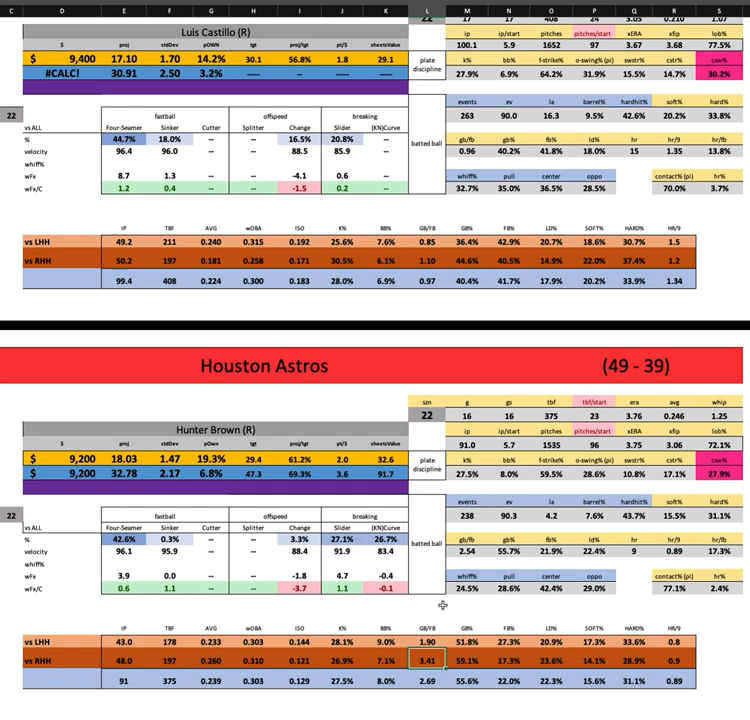 C D E F G H I J K L M N O P Q R S
22 17 17 408 24 3.05 0.210 1.07
Luis Castillo (R) ip ip/start pitches pitches/start xERA xfip lob%
$ proj stdDev pOWN tgt proj/tgt pt/$ sheetsValue 100.1 5.9 1652 97 3.67 3.68 77.5%
$ 9,400 17.10 1.70 14.2% 30.1 56.8% 1.8 29.1 plate discipline k% bb% f-strike% o-swing% (pi) swstr% cstr% csw%
#CALC! 30.91 2.50 3.2% ---- ---- -- ---- 27.9% 6.9% 64.2% 31.9% 15.5% 14.7% 30.2%
events ev la barrel% hardhit% soft% hard%
22 fastball offspeed breaking batted ball 263 90.0 16.3 9.5% 42.6% 20.2% 33.8%
vs ALL Four-Seamer Sinker Cutter Splitter Change Slider (KN)Curve
% 44.7% 18.0% -- -- 16.5% 20.8% -- gb/fb gb% fb% ld% hr hr/9 hr/fb
velocity 96.4 96.0 -- -- 88.5 85.9 -- 0.96 40.2% 41.8% 18.0% 15 1.35 13.8%
whiff%
wFx 8.7 1.3 -- -- -4.1 0.6 -- whiff% pull center oppo contact% (pi) hr%
wFx/C 1.2 0.4 -- -- -1.5 0.2 -- 32.7% 35.0% 36.5% 28.5% 70.0% 3.7%
IP TBF AVG wOBA ISO K% BB% GB/FB GB% FB% LD% SOFT% HARD% HR/9
vs LHH 49.2 211 0.240 0.315 0.192 25.6% 7.6% 0.85 36.4% 42.9% 20.7% 18.6% 30.7% 1.5
vs RHH 50.2 197 0.181 0.258 0.171 30.5% 6.1% 1.10 44.6% 40.5% 14.9% 22.0% 37.4% 1.2
99.4 408 0.224 0.300 0.183 28.0% 6.9% 0.97 40.4% 41.7% 17.9% 20.2% 33.9% 1.34
Houston Astros (49 - 39)
szn g gs tbf tbf/start era avg whip
22 16 16 375 23 3.76 0.246 1.25
Hunter Brown (R) ip ip/start pitches pitches/start xERA xfip lob%
$ proj stdDev pOwn tgt proj/tgt pt/$ sheetsValue 91.0 5.7 1535 96 3.75 3.06 72.1%
$ 9,200 18.03 1.47 19.3% 29.4 61.2% 2.0 32.6 plate discipline k% bb% f-strike% o-swing% (pi) swstr% cstr% csw%
$ 9,200 32.78 2.17 6.8% 47.3 69.3% 3.6 91.7 27.5% 8.0% 59.5% 28.6% 10.8% 17.1% 27.9%
events ev la barrel% hardhit% soft% hard%
22 fastball offspeed breaking batted ball 238 90.3 4.2 7.6% 43.7% 15.5% 31.1%
vs ALL Four-Seamer Sinker Cutter Splitter Change Slider (KN)Curve
% 42.6% 0.3% -- -- 3.3% 27.1% 26.7% gb/fb gb% fb% ld% hr hr/9 hr/fb
velocity 96.1 95.9 -- -- 88.4 91.9 83.4 2.54 55.7% 21.9% 22.4% 9 0.89 17.3%
whiff%
wFx 3.9 0.0 -- -- -1.8 4.7 -0.4 whiff% pull center oppo contact% (pi) hr%
wFx/C 0.6 1.1 -- -- -3.7 1.1 -0.1 24.5% 28.6% 42.4% 29.0% 77.1% 2.4%
IP TBF AVG wOBA ISO K% BB% GB/FB GB% FB% LD% SOFT% HARD% HR/9
vs LHH 43.0 178 0.233 0.303 0.144 28.1% 9.0% 1.90 51.8% 27.3% 20.9% 17.3% 33.6% 0.8
vs RHH 48.0 197 0.260 0.310 0.121 26.9% 7.1% 3.41 59.1% 17.3% 23.6% 14.1% 28.9% 0.9
91 375 0.239 0.303 0.129 27.5% 8.0% 2.69 55.6% 22.0% 22.3% 15.6% 31.1% 0.89